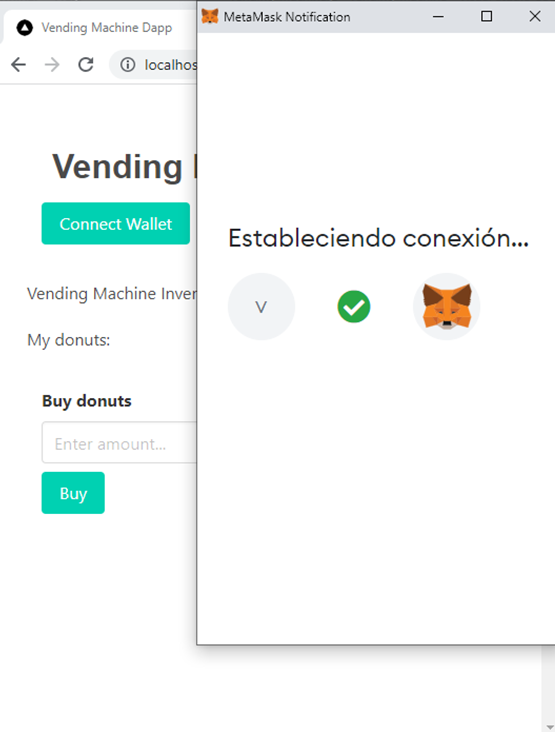 Vending Machine Dapp
MetaMask Notification
localhos
Vending
Connect Wallet
Estableciendo conexión...
V
Vending Machine Inver
My donuts:
Buy donuts
Enter amount...
Buy